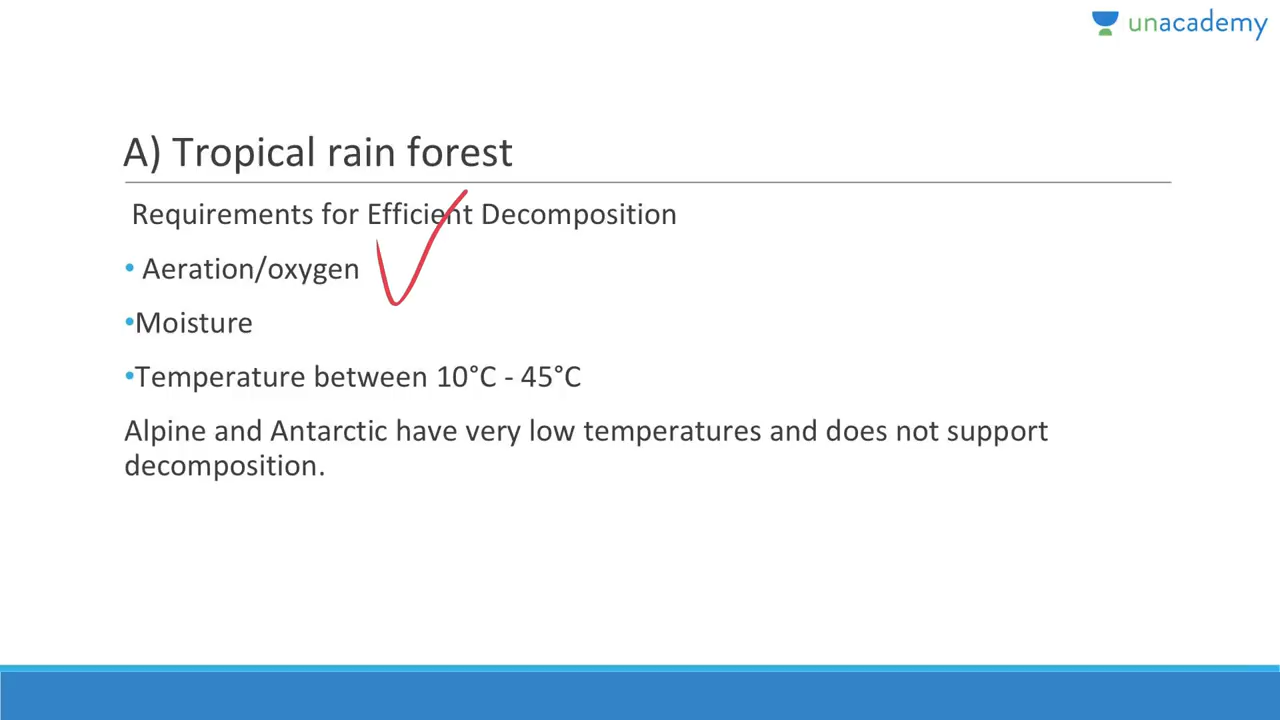 unacademy
A) Tropical rain forest
Requirements for Efficient Decomposition
• Aeration/oxygen
•Moisture
•Temperature between 10°C - 45°C
Alpine and Antarctic have very low temperatures and does not support
decomposition.